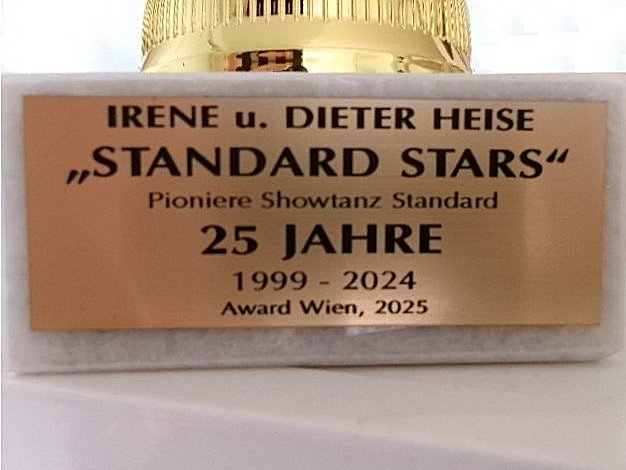 IRENE u. DIETER HEISE
„STANDARD STARS“
Pioniere Showtanz Standard
25 JAHRE
1999 - 2024
Award Wien, 2025